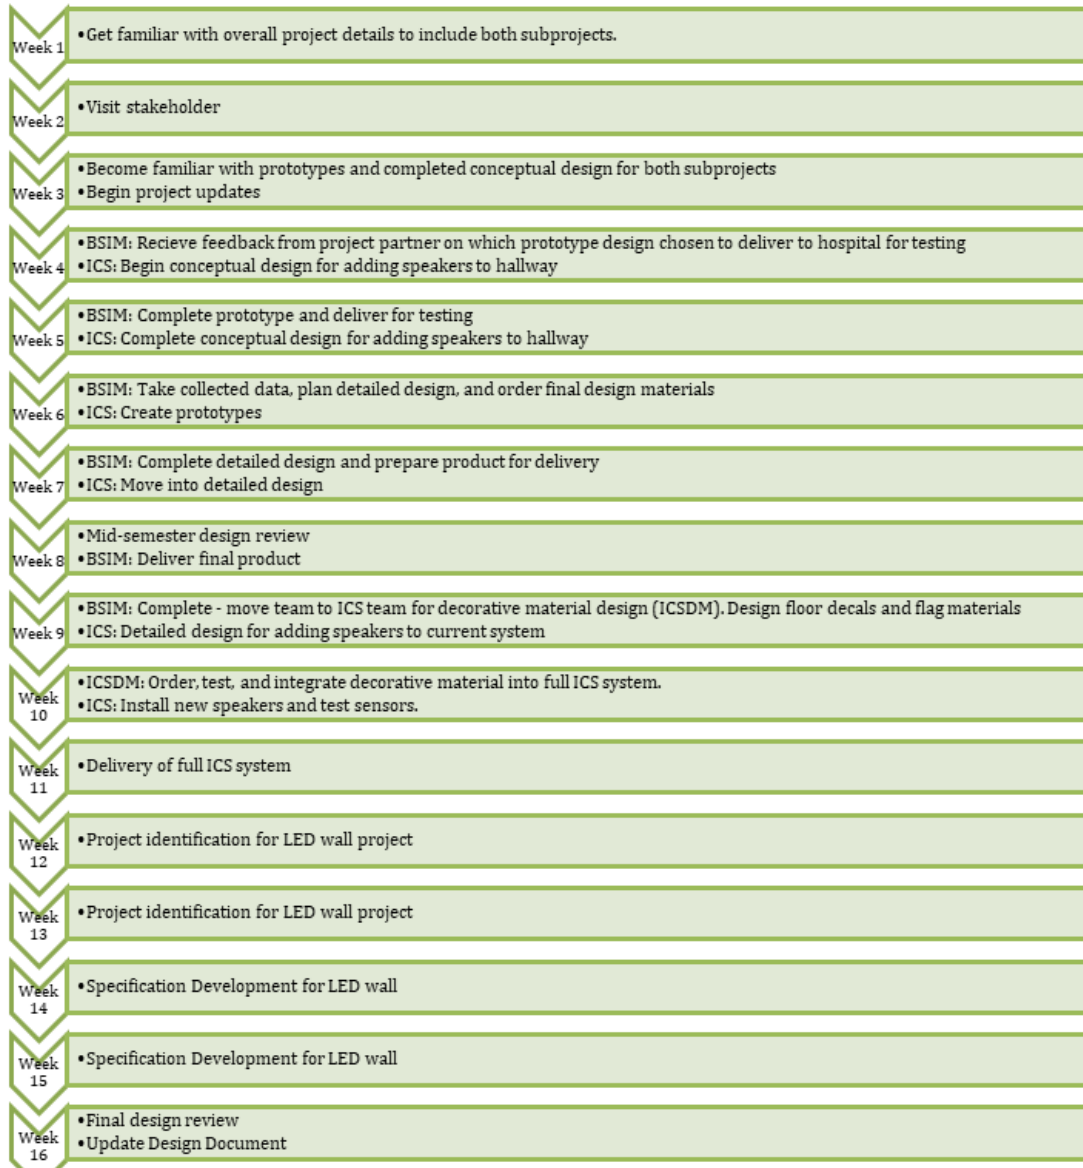 Week 1
•Get familiar with overall project details to include both subprojects.
Week 2
•Visit stakeholder
Week 3
•Become familiar with prototypes and completed conceptual design for both subprojects
•Begin project updates
Week 4
•BSIM: Recieve feedback from project partner on which prototype design chosen to deliver to hospital for testing
•ICS: Begin conceptual design for adding speakers to hallway
Week 5
•BSIM: Complete prototype and deliver for testing
•ICS: Complete conceptual design for adding speakers to hallway
Week 6
•BSIM: Take collected data, plan detailed design, and order final design materials
•ICS: Create prototypes
Week 7
•BSIM: Complete detailed design and prepare product for delivery
•ICS: Move into detailed design
Week 8
•Mid-semester design review
•BSIM: Deliver final product
Week 9
•BSIM: Complete - move team to ICS team for decorative material design (ICSDM). Design floor decals and flag materials
•ICS: Detailed design for adding speakers to current system
Week
10
•ICSDM: Order, test, and integrate decorative material into full ICS system.
•ICS: Install new speakers and test sensors.
Week
11
•Delivery of full ICS system
Week
12
•Project identification for LED wall project
Week
13
•Project identification for LED wall project
Week
14
•Specification Development for LED wall
Week
15
•Specification Development for LED wall
Week
16
•Final design review
•Update Design Document